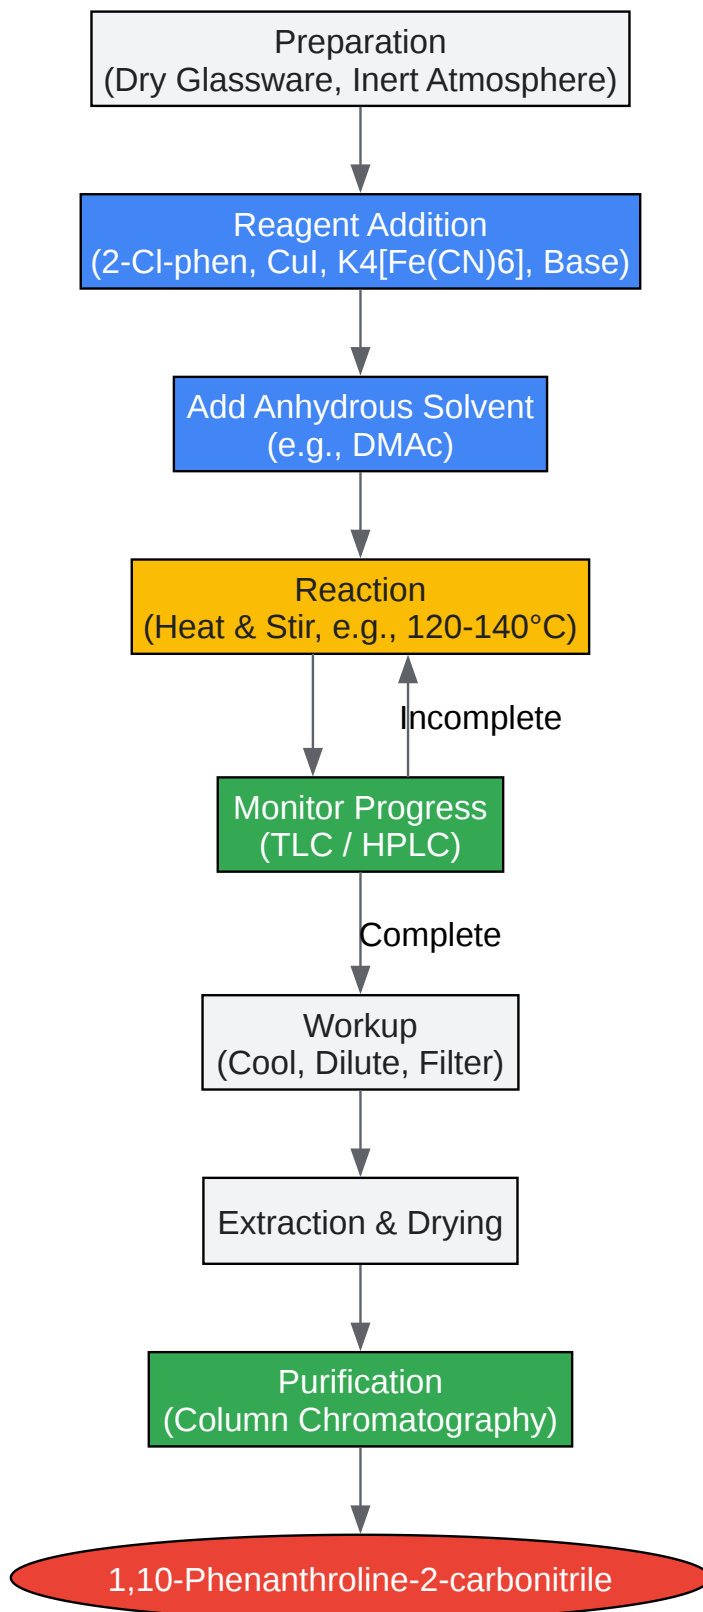 Preparation
(Dry Glassware, Inert Atmosphere)
Reagent Addition
(2-Cl-phen, CuI, K4[Fe(CN)6], Base)
Add Anhydrous Solvent
(e.g., DMAc)
Reaction
(Heat & Stir, e.g., 120-140°C)
Incomplete
Monitor Progress
(TLC / HPLC)
Complete
Workup
(Cool, Dilute, Filter)
Extraction & Drying
Purification
(Column Chromatography)
1,10-Phenanthroline-2-carbonitrile